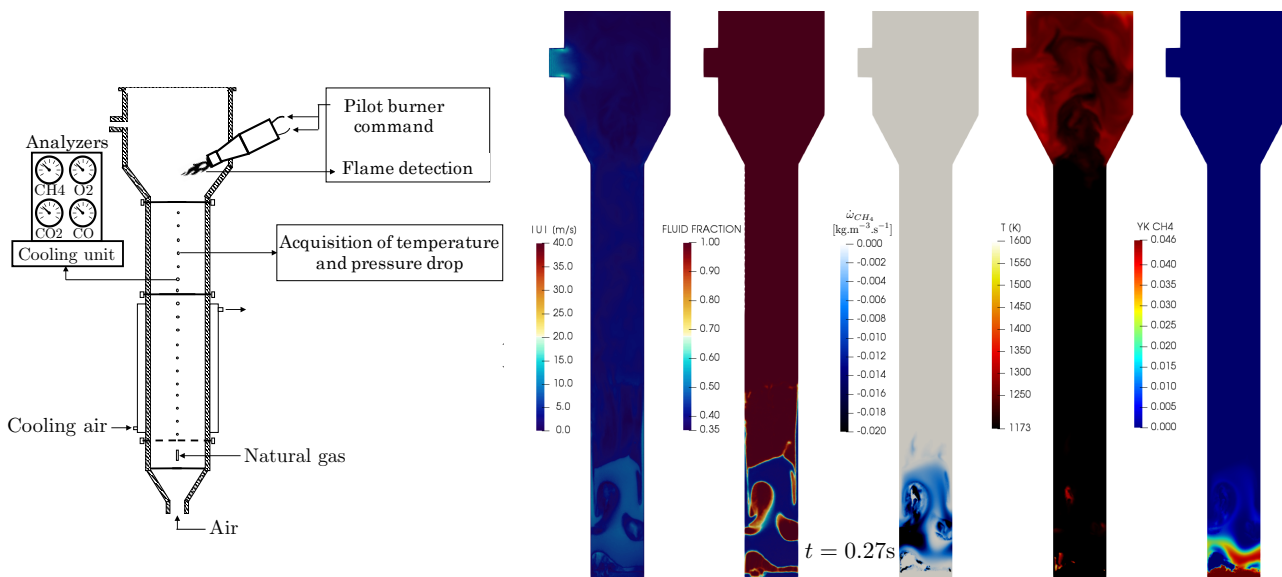 Pilot burner
command
Flame detection
Analyzers
CH4 O2
CO2 CO
Cooling unit
Acquisition of temperature
and pressure drop
Cooling air
Natural gas
Air
|U| (m/s)
40.0
35.0
30.0
25.0
20.0
15.0
10.0
5.0
0.0
FLUID FRACTION
1.00
0.90
0.80
0.70
0.60
0.50
0.40
0.35
ω̇_CH₄
[kg.m⁻³.s⁻¹]
0.000
-0.002
-0.004
-0.006
-0.008
-0.010
-0.012
-0.014
-0.016
-0.018
-0.020
T (K)
1600
1550
1500
1450
1400
1350
1300
1250
1173
YK CH4
0.046
0.040
0.035
0.030
0.025
0.020
0.015
0.010
0.005
0.000
t = 0.27s